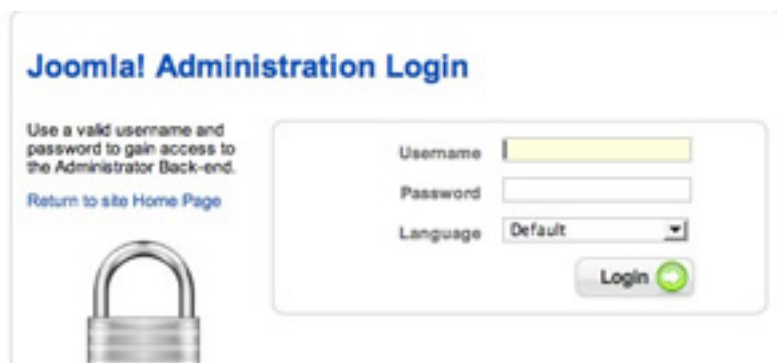 Joomla! Administration Login
Use a valid username and
password to gain access to
the Administrator Back-end.
Return to site Home Page
Username
Password
Language Default
Login